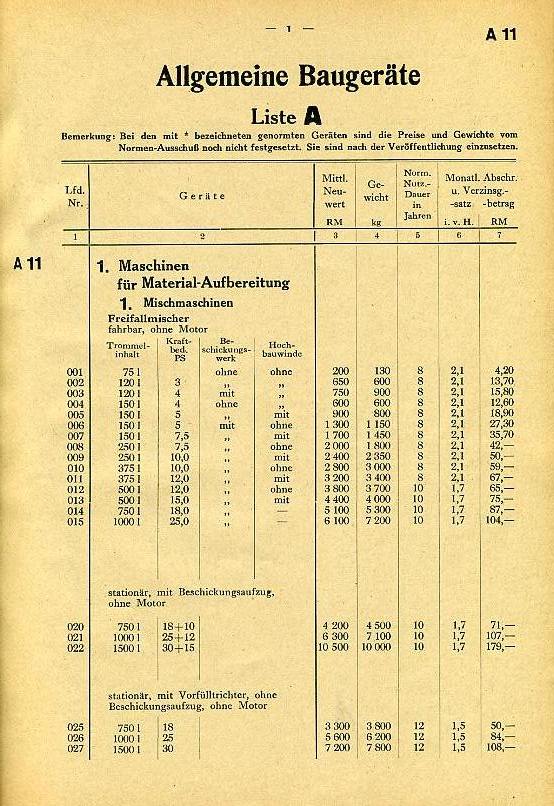 — 1 —
A 11
Allgemeine Baugeräte
Liste A
Bemerkung: Bei den mit * bezeichneten genormten Geräten sind die Preise und Gewichte vom
Normen-Ausschuß noch nicht festgesetzt. Sie sind nach der Veröffentlichung einzusetzen.
Lfd. Nr. | Geräte | Mittl. Neu- wert RM | Ge- wicht kg | Norm. Nutz.- Dauer in Jahren | Monatl. Abschr. u. Verzinsg.- -satz i. v. H. | -betrag RM
1 2 3 4 5 6 7
A 11
1. Maschinen
für Material-Aufbereitung
1. Mischmaschinen
Freifallmischer
fahrbar, ohne Motor
Trommel- inhalt | Kraft- bed. PS | Be- schickungs- werk | Hoch- bauwinde
001 75 l ohne ohne 200 130 8 2,1 4,20
002 120 l 3 „ „ 650 600 8 2,1 13,70
003 120 l 4 mit „ 750 900 8 2,1 15,80
004 150 l 4 ohne „ 600 600 8 2,1 12,60
005 150 l 5 „ mit 900 800 8 2,1 18,90
006 150 l 5 mit ohne 1 300 1 150 8 2,1 27,30
007 150 l 7,5 „ mit 1 700 1 450 8 2,1 35,70
008 250 l 7,5 „ ohne 2 000 1 800 8 2,1 42,—
009 250 l 10,0 „ mit 2 400 2 350 8 2,1 50,—
010 375 l 10,0 „ ohne 2 800 3 000 8 2,1 59,—
011 375 l 12,0 „ mit 3 200 3 400 8 2,1 67,—
012 500 l 12,0 „ ohne 3 800 3 700 10 1,7 65,—
013 500 l 15,0 „ mit 4 400 4 000 10 1,7 75,—
014 750 l 18,0 „ — 5 100 5 300 10 1,7 87,—
015 1000 l 25,0 „ — 6 100 7 200 10 1,7 104,—
stationär, mit Beschickungsaufzug,
ohne Motor
020 750 l 18+10 4 200 4 500 10 1,7 71,—
021 1000 l 25+12 6 300 7 100 10 1,7 107,—
022 1500 l 30+15 10 500 10 000 10 1,7 179,—
stationär, mit Vorfülltrichter, ohne
Beschickungsaufzug, ohne Motor
025 750 l 18 3 300 3 800 12 1,5 50,—
026 1000 l 25 5 600 6 200 12 1,5 84,—
027 1500 l 30 7 200 7 800 12 1,5 108,—